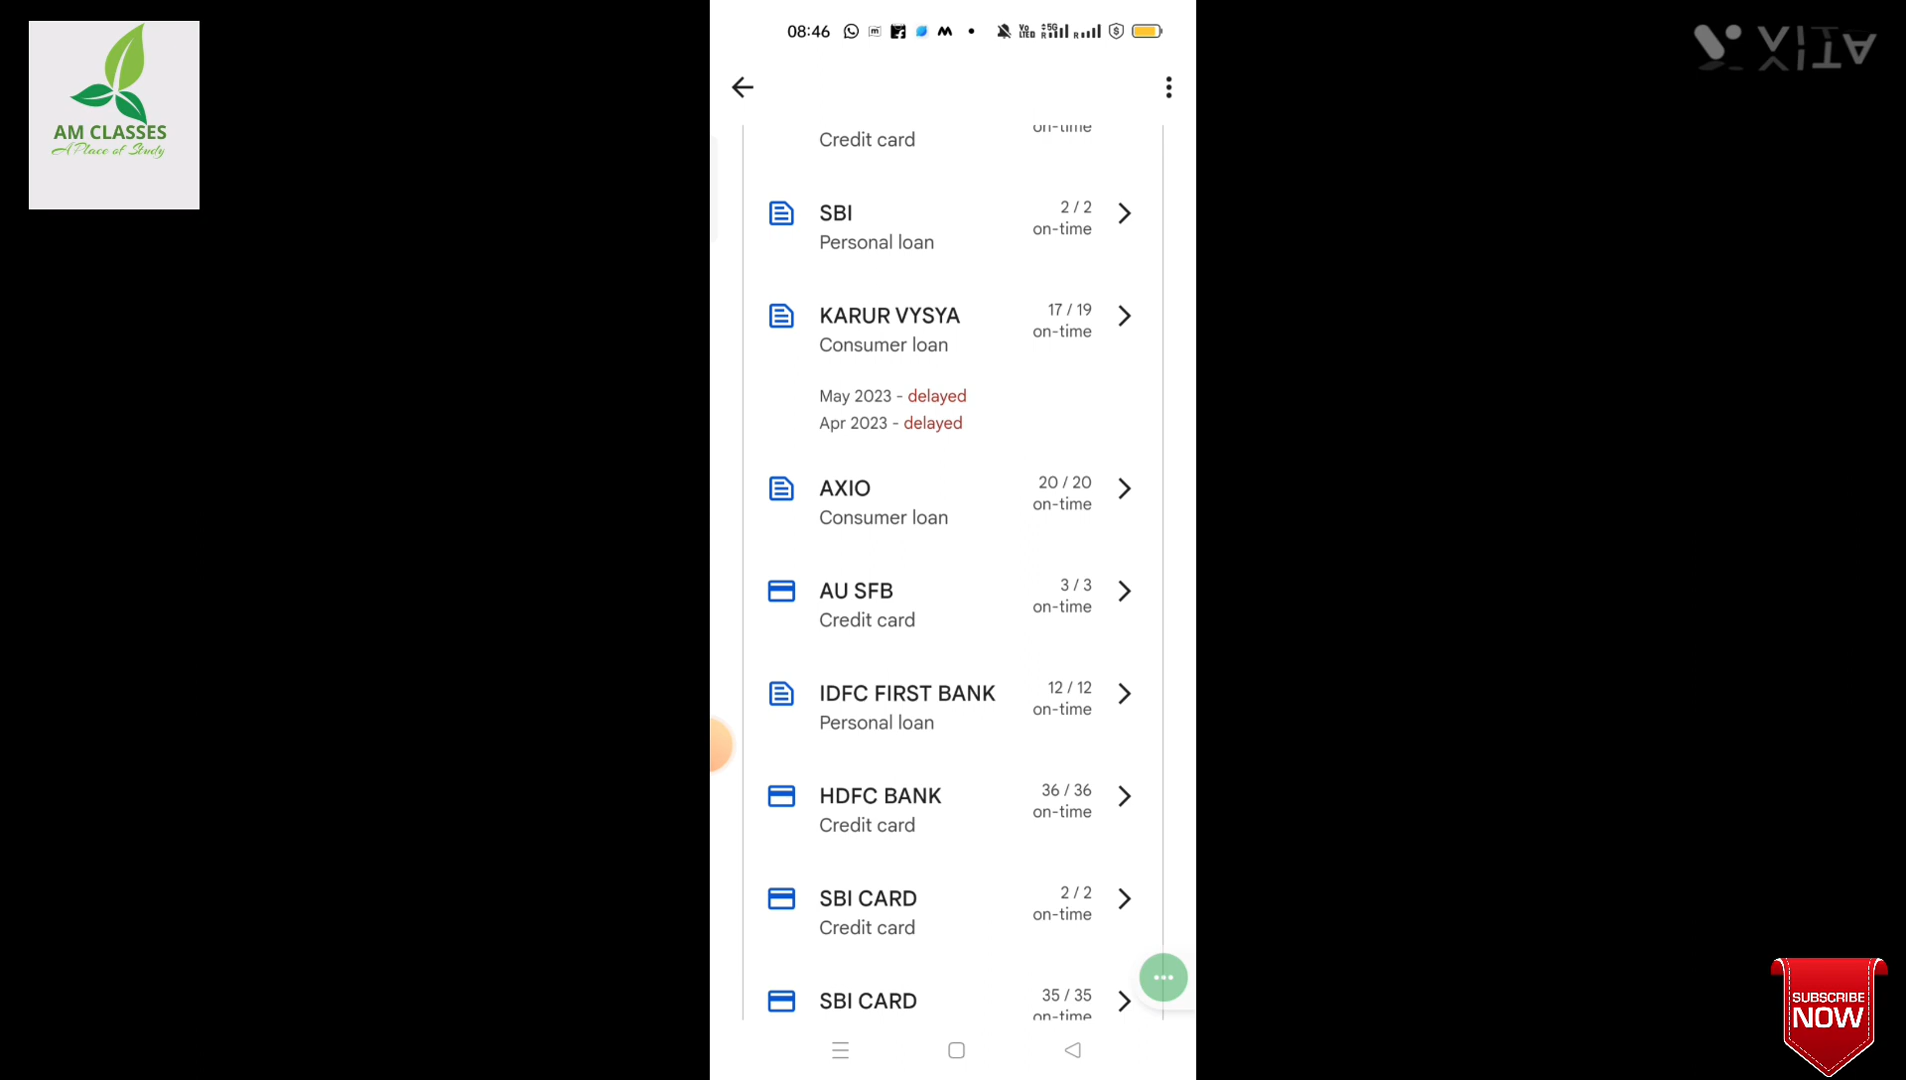 AM CLASSES
A Place of Study
VITA
08:46
on-time
Credit card
SBI
2 / 2
on-time
Personal loan
KARUR VYSYA
17 / 19
on-time
Consumer loan
May 2023 - delayed
Apr 2023 - delayed
AXIO
20 / 20
on-time
Consumer loan
AU SFB
3 / 3
on-time
Credit card
IDFC FIRST BANK
12 / 12
on-time
Personal loan
HDFC BANK
36 / 36
on-time
Credit card
SBI CARD
2 / 2
on-time
Credit card
SBI CARD
35 / 35
on-time
SUBSCRIBE
NOW